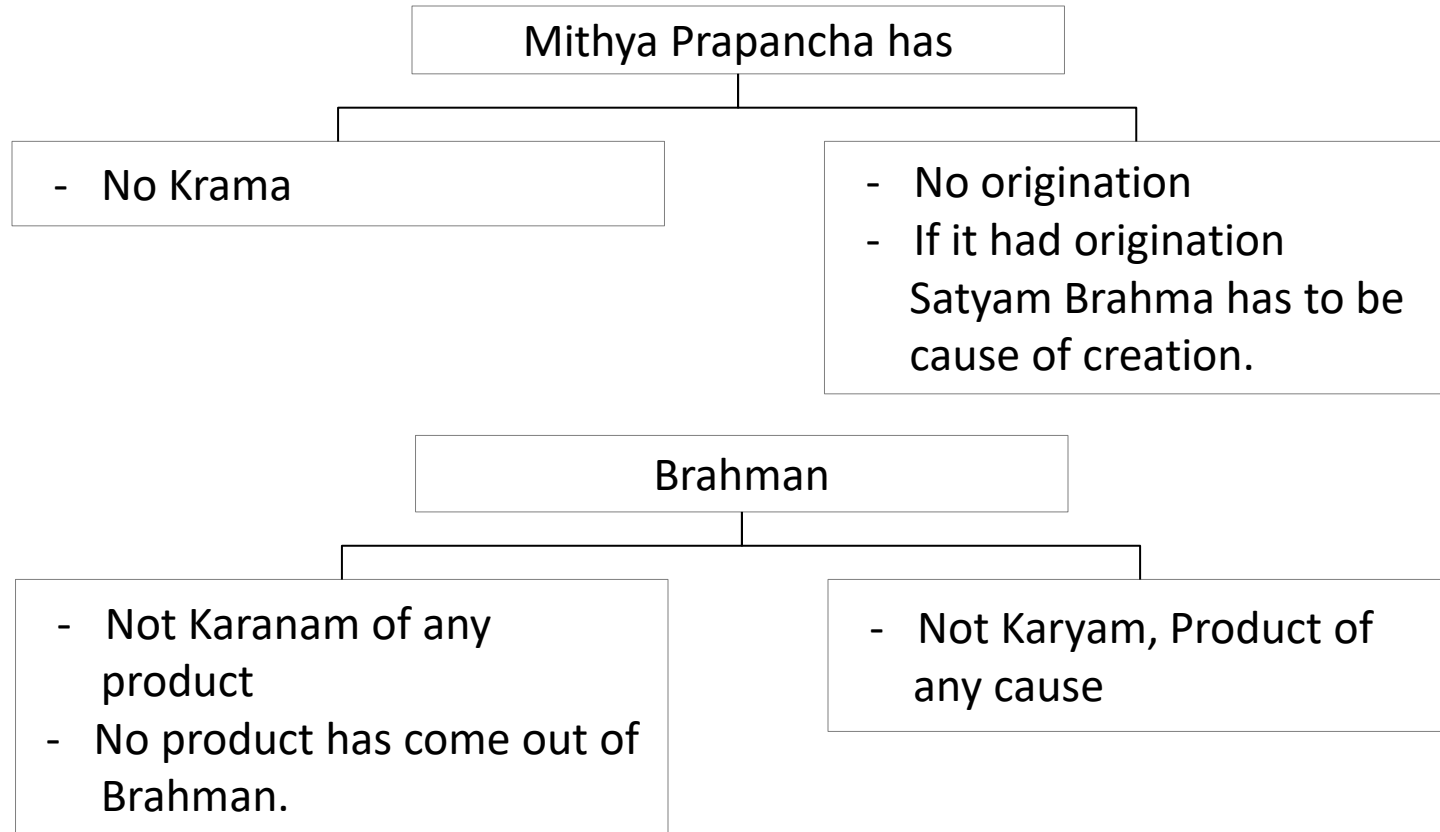 Mithya Prapancha has
- No Krama
- No origination
- If it had origination
Satyam Brahma has to be
cause of creation.
Brahman
- Not Karanam of any
product
- No product has come out of
Brahman.
- Not Karyam, Product of
any cause